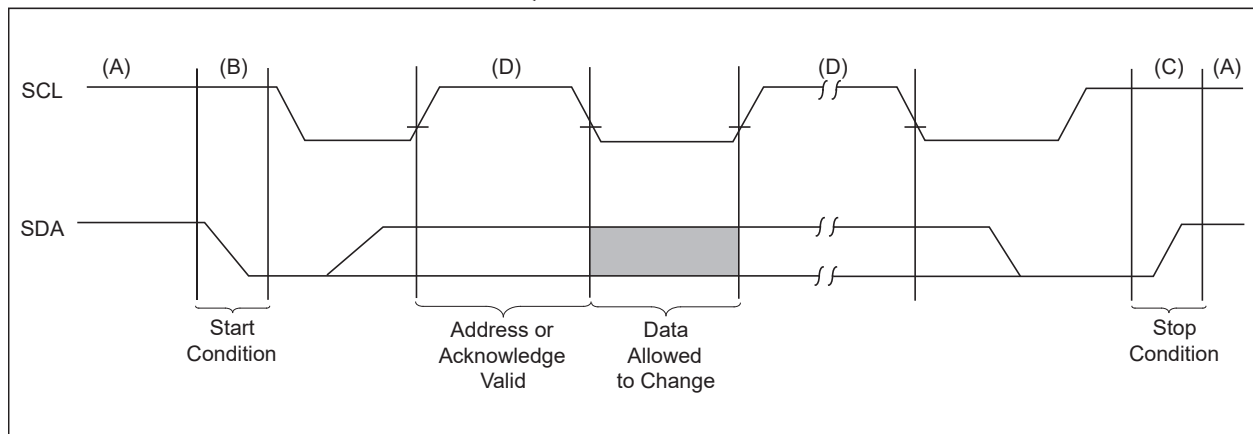 (A) (B) (D) (D) (C) (A)
SCL
SDA
Start
Condition
Address or
Acknowledge
Valid
Data
Allowed
to Change
Stop
Condition